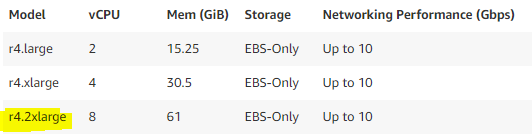 Model vCPU Mem (GiB) Storage Networking Performance (Gbps)
r4.large 2 15.25 EBS-Only Up to 10
r4.xlarge 4 30.5 EBS-Only Up to 10
r4.2xlarge 8 61 EBS-Only Up to 10